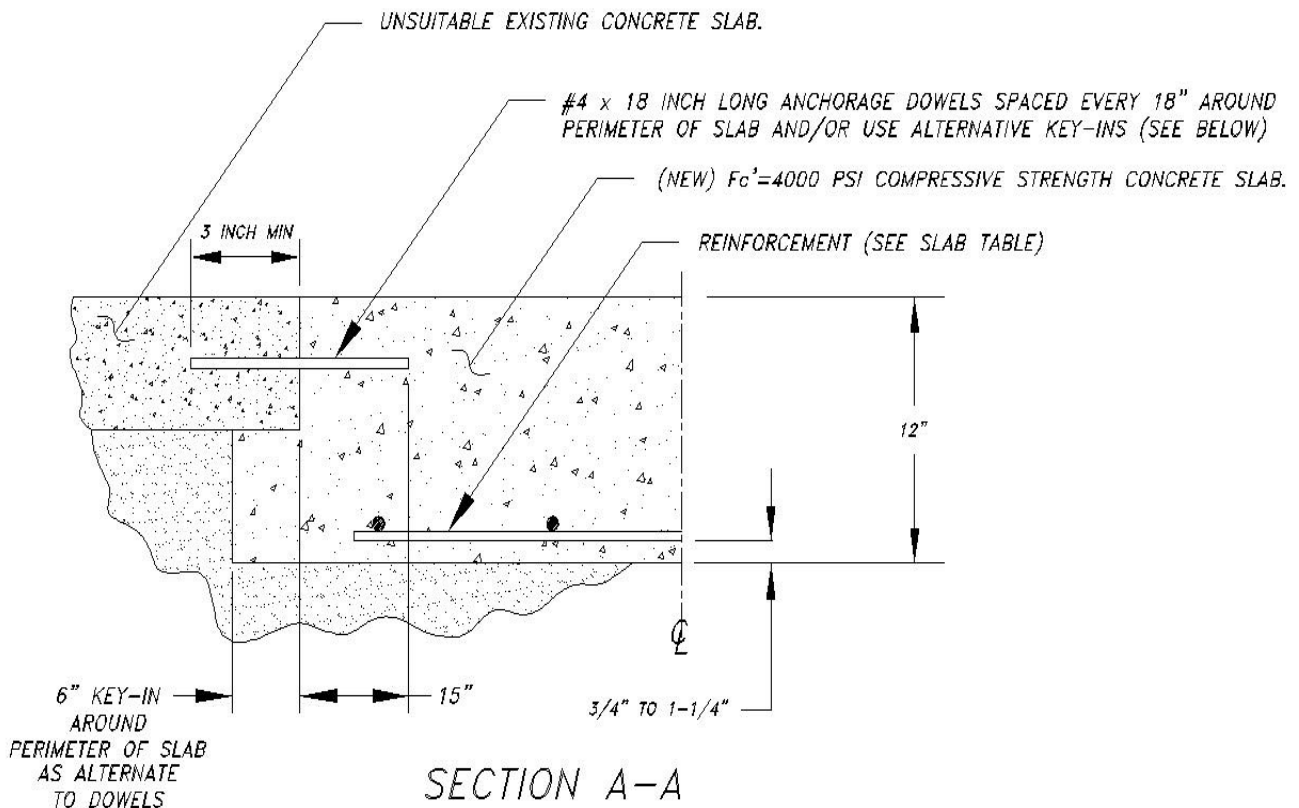 UNSUITABLE EXISTING CONCRETE SLAB.
#4 x 18 INCH LONG ANCHORAGE DOWELS SPACED EVERY 18" AROUND
PERIMETER OF SLAB AND/OR USE ALTERNATIVE KEY-INS (SEE BELOW)
(NEW) Fc'=4000 PSI COMPRESSIVE STRENGTH CONCRETE SLAB.
3 INCH MIN
REINFORCEMENT (SEE SLAB TABLE)
12"
℄
6" KEY-IN
AROUND
PERIMETER OF SLAB
AS ALTERNATE
TO DOWELS
15"
3/4" TO 1-1/4"
SECTION A-A